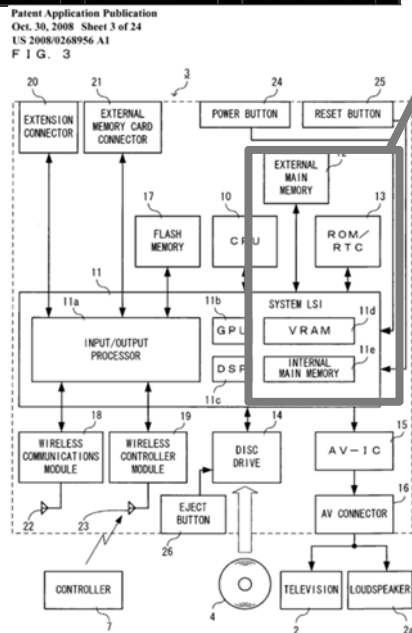 Patent Application Publication
Oct. 30, 2008 Sheet 3 of 24
US 2008/0268956 A1
FIG. 3
20
21
3
24
25
EXTENSION
CONNECTOR
EXTERNAL
MEMORY CARD
CONNECTOR
POWER BUTTON
RESET BUTTON
12
EXTERNAL
MAIN
MEMORY
17
FLASH
MEMORY
10
CPU
13
ROM/
RTC
11
SYSTEM LSI
11a
INPUT/OUTPUT
PROCESSOR
11b
GPU
11d
VRAM
11e
INTERNAL
MAIN MEMORY
DSP
11c
18
WIRELESS
COMMUNICATIONS
MODULE
19
WIRELESS
CONTROLLER
MODULE
14
DISC
DRIVE
15
AV-IC
16
AV CONNECTOR
22
23
EJECT
BUTTON
26
CONTROLLER
7
4
TELEVISION
2
LOUDSPEAKER
2a